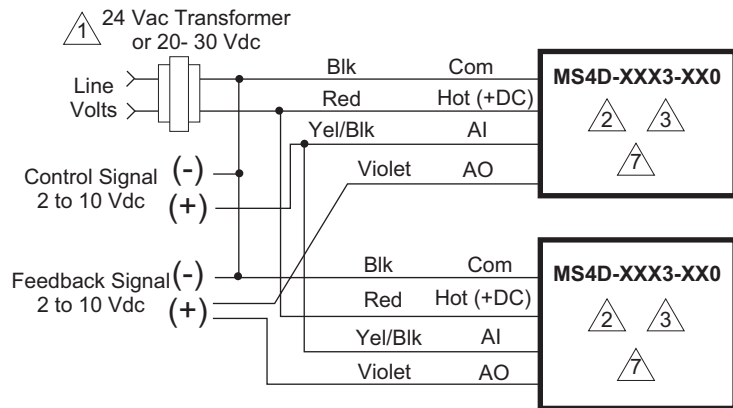 1
24 Vac Transformer
or 20- 30 Vdc
Line
Volts
Blk Com
Red Hot (+DC)
Yel/Blk AI
Violet AO
MS4D-XXX3-XX0
2 3
7
Control Signal (-)
2 to 10 Vdc (+)
Feedback Signal (-)
2 to 10 Vdc (+)
Blk Com
Red Hot (+DC)
Yel/Blk AI
Violet AO
MS4D-XXX3-XX0
2 3
7